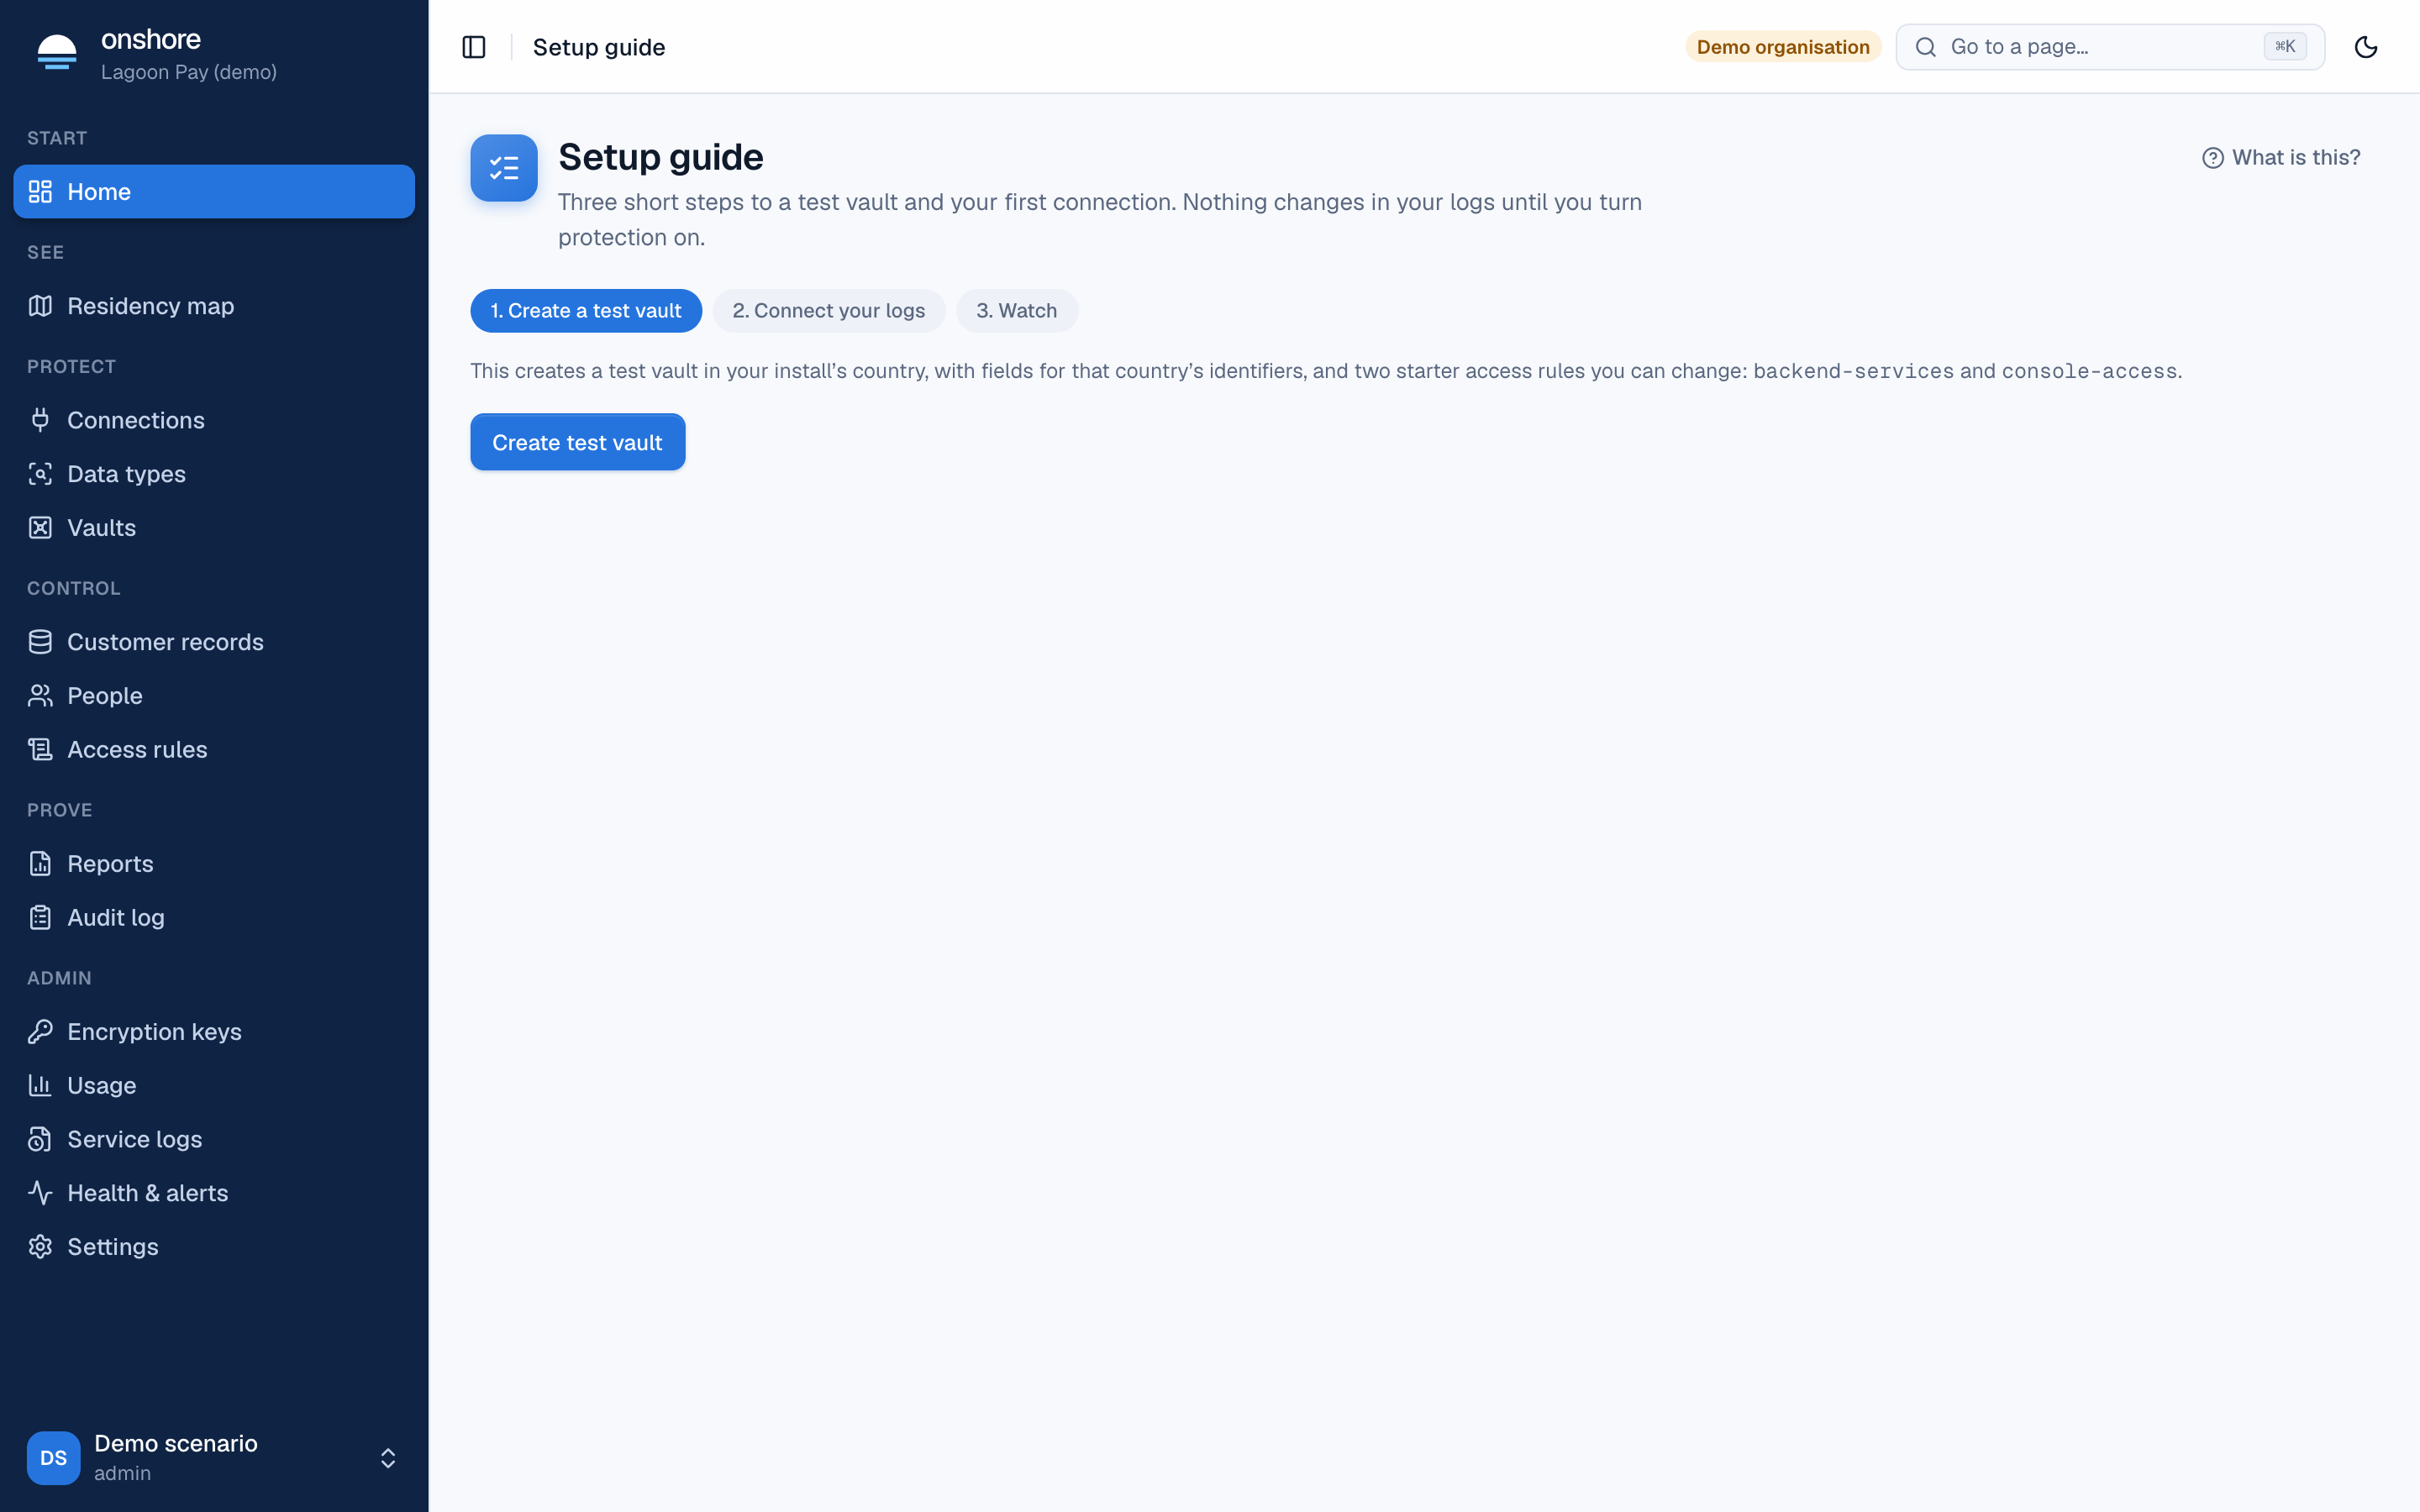 onshore
Lagoon Pay (demo)
START
Home
SEE
Residency map
PROTECT
Connections
Data types
Vaults
CONTROL
Customer records
People
Access rules
PROVE
Reports
Audit log
ADMIN
Encryption keys
Usage
Service logs
Health & alerts
Settings
DS
Demo scenario
admin
Setup guide
Demo organisation
Go to a page...
⌘K
Setup guide
What is this?
Three short steps to a test vault and your first connection. Nothing changes in your logs until you turn
protection on.
1. Create a test vault
2. Connect your logs
3. Watch
This creates a test vault in your install’s country, with fields for that country’s identifiers, and two starter access rules you can change: backend-services and console-access.
Create test vault